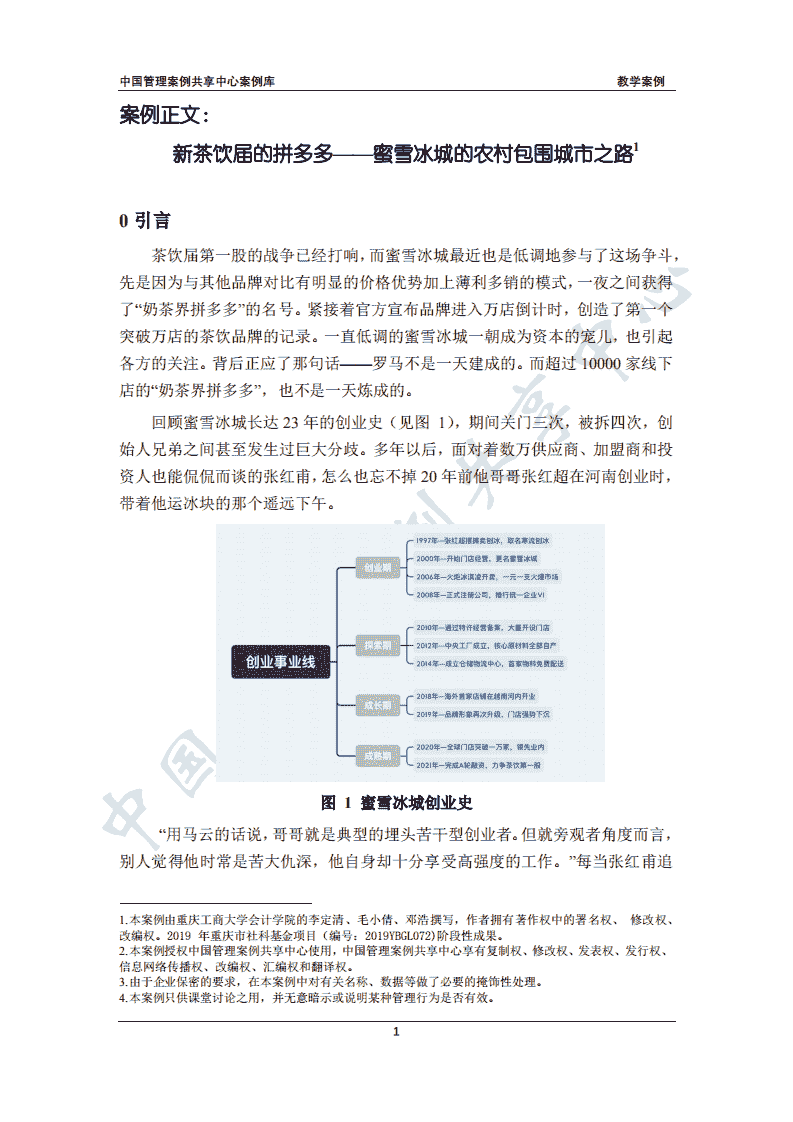 中国管理案例共享中心案例库 教学案例
案例正文：
新茶饮届的拼多多——蜜雪冰城的农村包围城市之路1
0 引言
茶饮届第一股的战争已经打响，而蜜雪冰城最近也是低调地参与了这场争斗，
先是因为与其他品牌对比有明显的价格优势加上薄利多销的模式，一夜之间获得
了“奶茶界拼多多”的名号。紧接着官方宣布品牌进入万店倒计时，创造了第一个
突破万店的茶饮品牌的记录。一直低调的蜜雪冰城一朝成为资本的宠儿，也引起
各方的关注。背后正应了那句话——罗马不是一天建成的。而超过 10000 家线下
店的“奶茶界拼多多”，也不是一天炼成的。
回顾蜜雪冰城长达 23 年的创业史（见图 1），期间关门三次，被拆四次，创
始人兄弟之间甚至发生过巨大分歧。多年以后，面对着数万供应商、加盟商和投
资人也能侃侃而谈的张红甫，怎么也忘不掉 20 年前他哥哥张红超在河南创业时，
带着他运冰块的那个遥远下午。
创业事业线
创业期
1997年—张红超摆摊卖刨冰，取名寒流刨冰
2000年—开始门店经营，更名蜜雪冰城
2006年—火炬冰淇凌开卖，一元一支火爆市场
2008年—正式注册公司，推行统一企业VI
探索期
2010年—通过特许经营备案，大量开设门店
2012年—中央工厂成立，核心原材料全部自产
2014年—成立仓储物流中心，首家物料免费配送
成长期
2018年—海外首家店铺在越南河内开业
2019年—品牌形象再次升级，门店强势下沉
成熟期
2020年—全球门店突破一万家，领先业内
2021年—完成A轮融资，力争茶饮第一股
图 1 蜜雪冰城创业史
“用马云的话说，哥哥就是典型的埋头苦干型创业者。但就旁观者角度而言，
别人觉得他时常是苦大仇深，他自身却十分享受高强度的工作。”每当张红甫追
1.本案例由重庆工商大学会计学院的李定清、毛小倩、邓浩撰写，作者拥有著作权中的署名权、 修改权、
改编权。2019 年重庆市社科基金项目（编号：2019YBGL072)阶段性成果。
2.本案例授权中国管理案例共享中心使用，中国管理案例共享中心享有复制权、修改权、发表权、发行权、
信息网络传播权、改编权、汇编权和翻译权。
3.由于企业保密的要求，在本案例中对有关名称、数据等做了必要的掩饰性处理。
4.本案例只供课堂讨论之用，并无意暗示或说明某种管理行为是否有效。
1